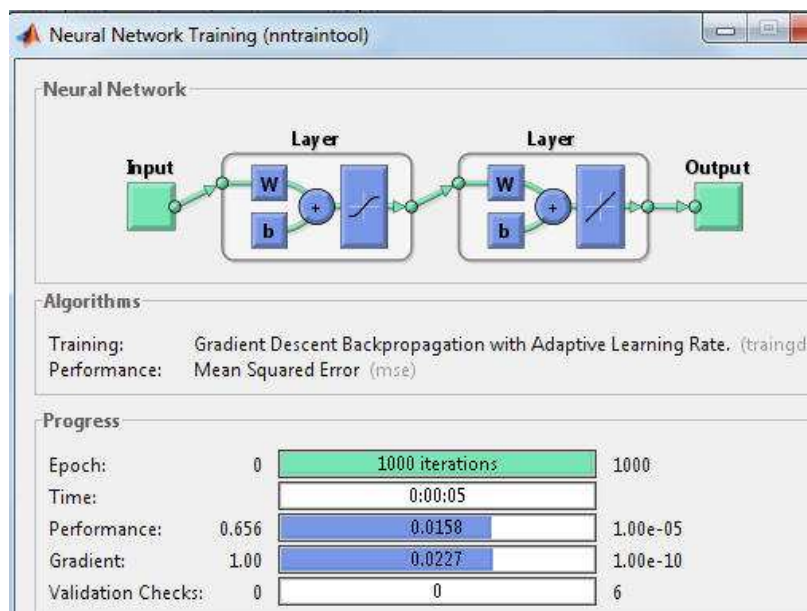 Neural Network Training (nntraintool)
Neural Network
Layer Layer
Input Output
W W
b + b +
Algorithms
Training: Gradient Descent Backpropagation with Adaptive Learning Rate. (traingd
Performance: Mean Squared Error (mse)
Progress
Epoch: 0 1000 iterations 1000
Time: 0:00:05
Performance: 0.656 0.0158 1.00e-05
Gradient: 1.00 0.0227 1.00e-10
Validation Checks: 0 0 6